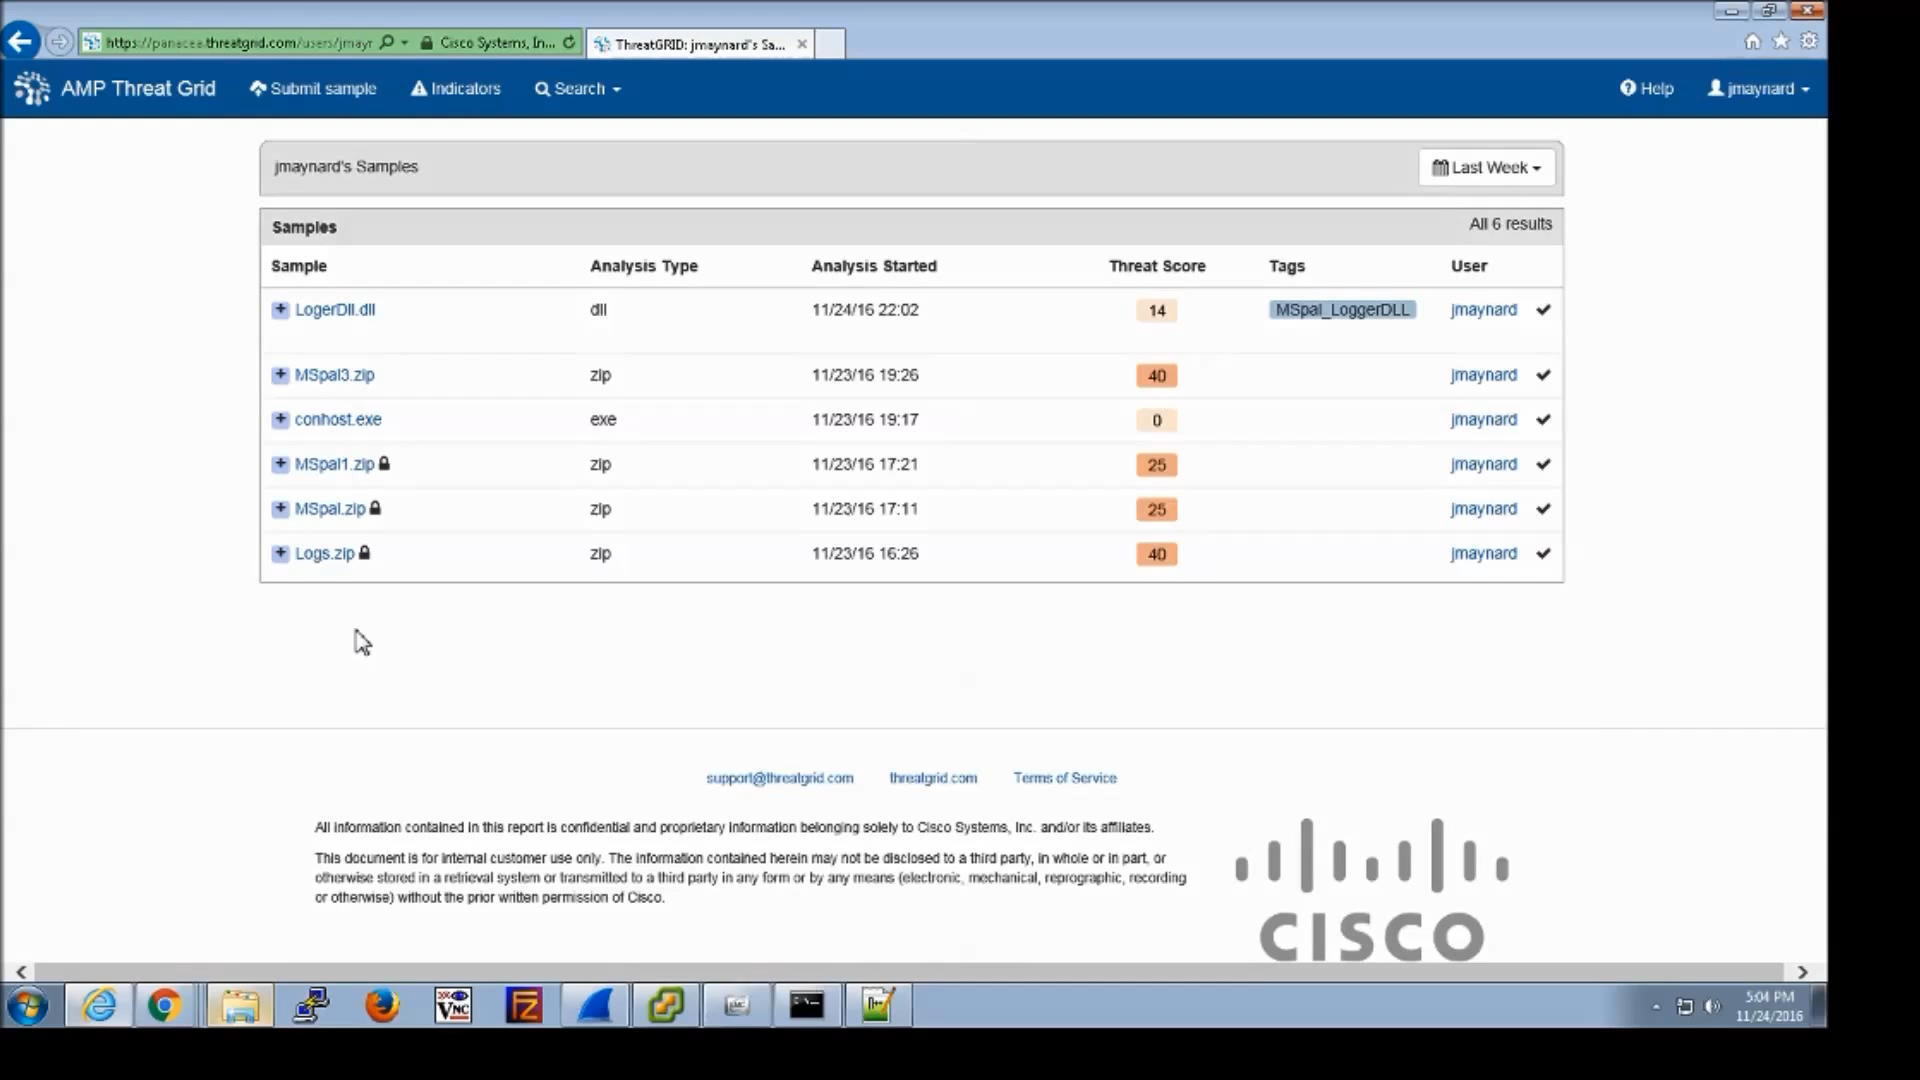 https://panacea.threatgrid.com/users/jmayr
Cisco Systems, In...
ThreatGRID: jmaynard's Sa...
AMP Threat Grid
Submit sample
Indicators
Search
Help
jmaynard
jmaynard's Samples
Last Week
Samples
All 6 results
Sample Analysis Type Analysis Started Threat Score Tags User
LogerDll.dll dll 11/24/16 22:02 14 MSpal_LoggerDLL jmaynard
MSpal3.zip zip 11/23/16 19:26 40 jmaynard
conhost.exe exe 11/23/16 19:17 0 jmaynard
MSpal1.zip zip 11/23/16 17:21 25 jmaynard
MSpal.zip zip 11/23/16 17:11 25 jmaynard
Logs.zip zip 11/23/16 16:26 40 jmaynard
support@threatgrid.com threatgrid.com Terms of Service
All information contained in this report is confidential and proprietary information belonging solely to Cisco Systems, Inc. and/or its affiliates.
This document is for internal customer use only. The information contained herein may not be disclosed to a third party, in whole or in part, or
otherwise stored in a retrieval system or transmitted to a third party in any form or by any means (electronic, mechanical, reprographic, recording
or otherwise) without the prior written permission of Cisco.
CISCO
VNC
FZ
5:04 PM
11/24/2016